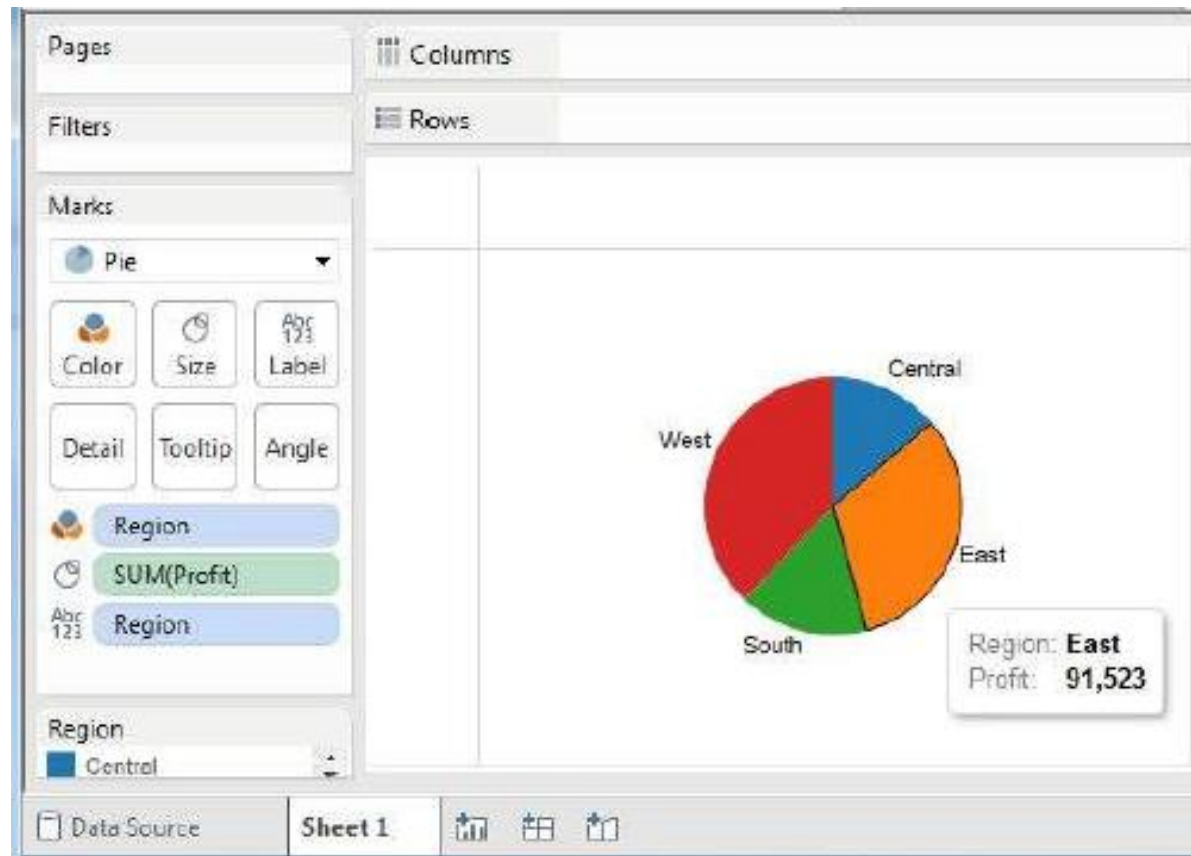 Pages
Columns
Filters
Rows
Marks
Pie
Color
Size
Abc
123
Label
Detail
Tooltip
Angle
Region
SUM(Profit)
Abc
123
Region
Central
West
East
South
Region: East
Profit: 91,523
Region
Central
Data Source
Sheet 1